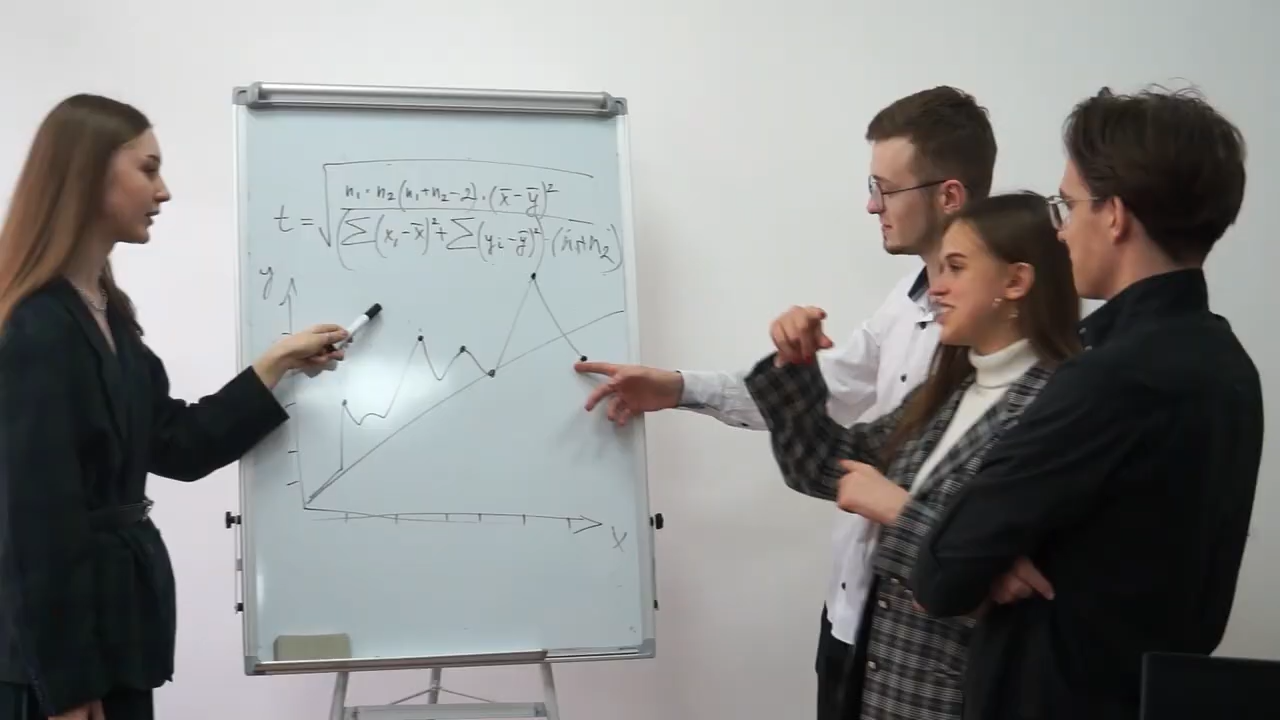 n₁·n₂(n₁+n₂-2)·(x̄-ȳ)²
t=√
(∑(xᵢ-x̄)²+∑(yᵢ-ȳ)²)·(n₁+n₂)
y
x